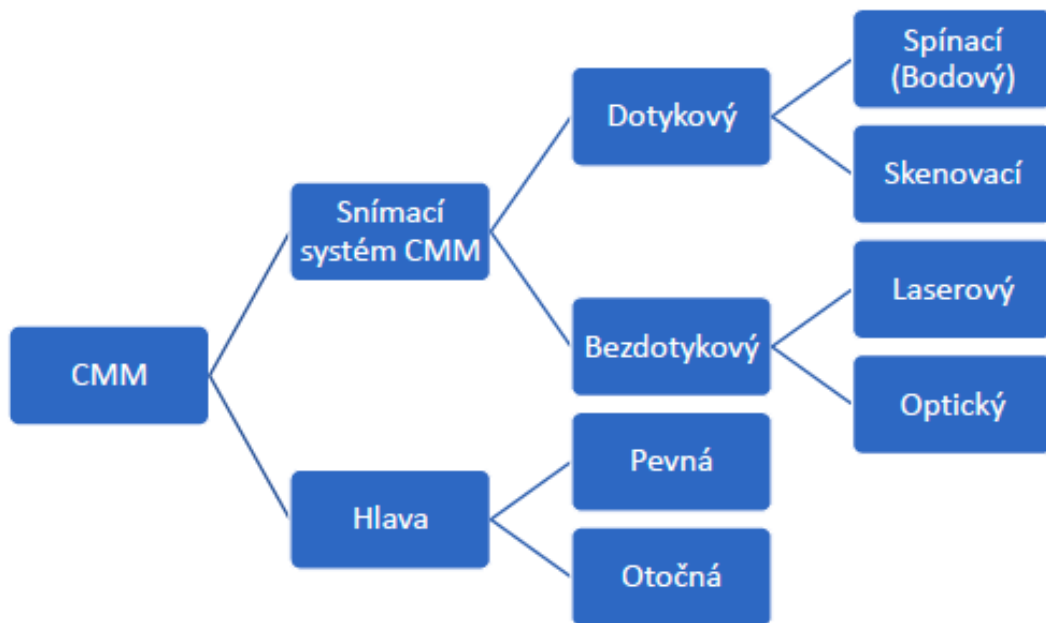 Spínací
(Bodový)
Dotykový
Skenovací
Snímací
systém CMM
Laserový
Bezdotykový
CMM
Optický
Pevná
Hlava
Otočná